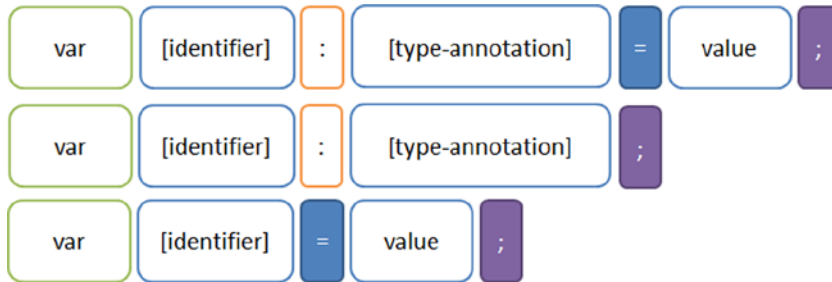 var [identifier] : [type-annotation] = value ;
var [identifier] : [type-annotation] ;
var [identifier] = value ;